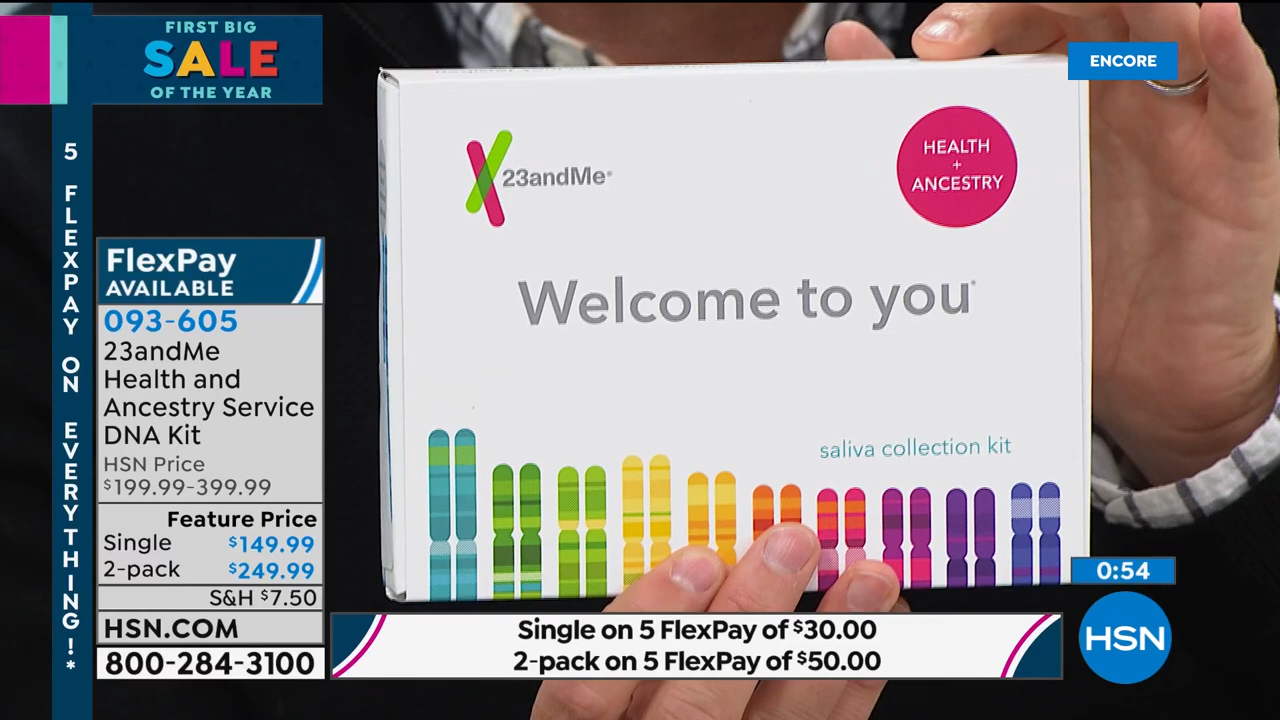 FIRST BIG
SALE
OF THE YEAR
ENCORE
5 FLEXPAY ON EVERYTHING!*
23andMe®
HEALTH
+
ANCESTRY
Welcome to you®
saliva collection kit
FlexPay
AVAILABLE
093-605
23andMe
Health and
Ancestry Service
DNA Kit
HSN Price
$199.99-399.99
Feature Price
Single $149.99
2-pack $249.99
S&H $7.50
HSN.COM
800-284-3100
Single on 5 FlexPay of $30.00
2-pack on 5 FlexPay of $50.00
0:54
HSN